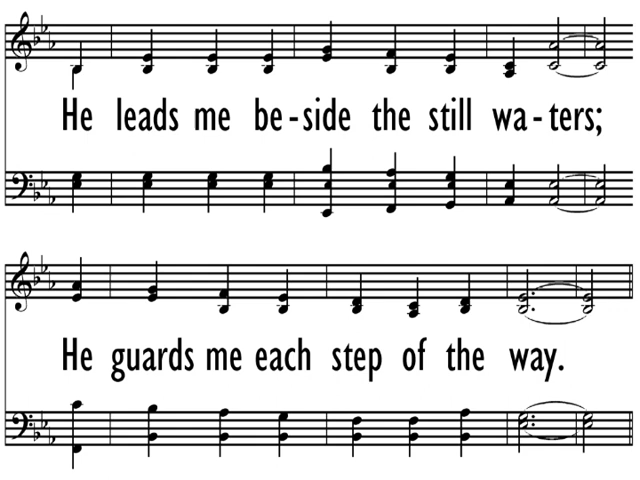 He leads me be-side the still wa-ters;
He guards me each step of the way.